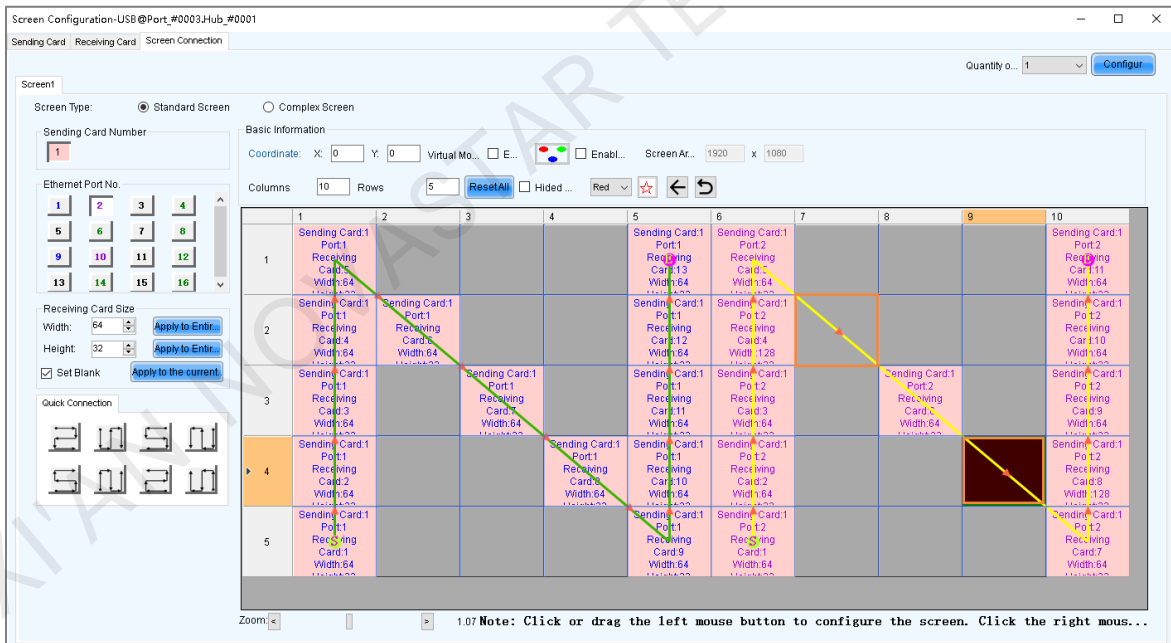 Screen Configuration-USB@Port_#0003.Hub_#0001
Sending Card Receiving Card Screen Connection
Quantity o... 1 Configur
Screen1
Screen Type: Standard Screen Complex Screen
Sending Card Number
1
Basic Information
Coordinate: X: 0 Y: 0 Virtual Mo... E... Enabl... Screen Ar... 1920 x 1080
Columns 10 Rows 5 ResetAll Hided ... Red
Ethernet Port No.
1 2 3 4
5 6 7 8
9 10 11 12
13 14 15 16
Receiving Card Size
Width: 64 Apply to Entir...
Height: 32 Apply to Entir...
Set Blank Apply to the current
Quick Connection
1 2 3 4 5 6 7 8 9 10
1
Sending Card:1 Sending Card:1 Sending Card:1 Sending Card:1
Port:1 Port:1 Port:2 Port:2
Receiving Receiving Receiving Receiving
Card:5 Card:13 Card:5 Card:11
Width:64 Width:64 Width:64 Width:64
2
Sending Card:1 Sending Card:1 Sending Card:1 Sending Card:1 Sending Card:1
Port:1 Port:1 Port:1 Port:2 Port:2
Receiving Receiving Receiving Receiving Receiving
Card:4 Card:6 Card:12 Card:4 Card:10
Width:64 Width:64 Width:64 Width:128 Width:64
3
Sending Card:1 Sending Card:1 Sending Card:1 Sending Card:1 Sending Card:1 Sending Card:1
Port:1 Port:1 Port:1 Port:2 Port:2 Port:2
Receiving Receiving Receiving Receiving Receiving Receiving
Card:3 Card:7 Card:11 Card:3 Card:6 Card:9
Width:64 Width:64 Width:64 Width:64 Width:64 Width:64
4
Sending Card:1 Sending Card:1 Sending Card:1 Sending Card:1 Sending Card:1
Port:1 Port:1 Port:1 Port:2 Port:2
Receiving Receiving Receiving Receiving Receiving
Card:2 Card:8 Card:10 Card:2 Card:8
Width:64 Width:64 Width:64 Width:64 Width:128
5
Sending Card:1 Sending Card:1 Sending Card:1 Sending Card:1
Port:1 Port:1 Port:2 Port:2
Receiving Receiving Receiving Receiving
Card:1 Card:9 Card:1 Card:7
Width:64 Width:64 Width:64 Width:64
Zoom: < > 1.07 Note: Click or drag the left mouse button to configure the screen. Click the right mous...
XI'AN NOVASTAR